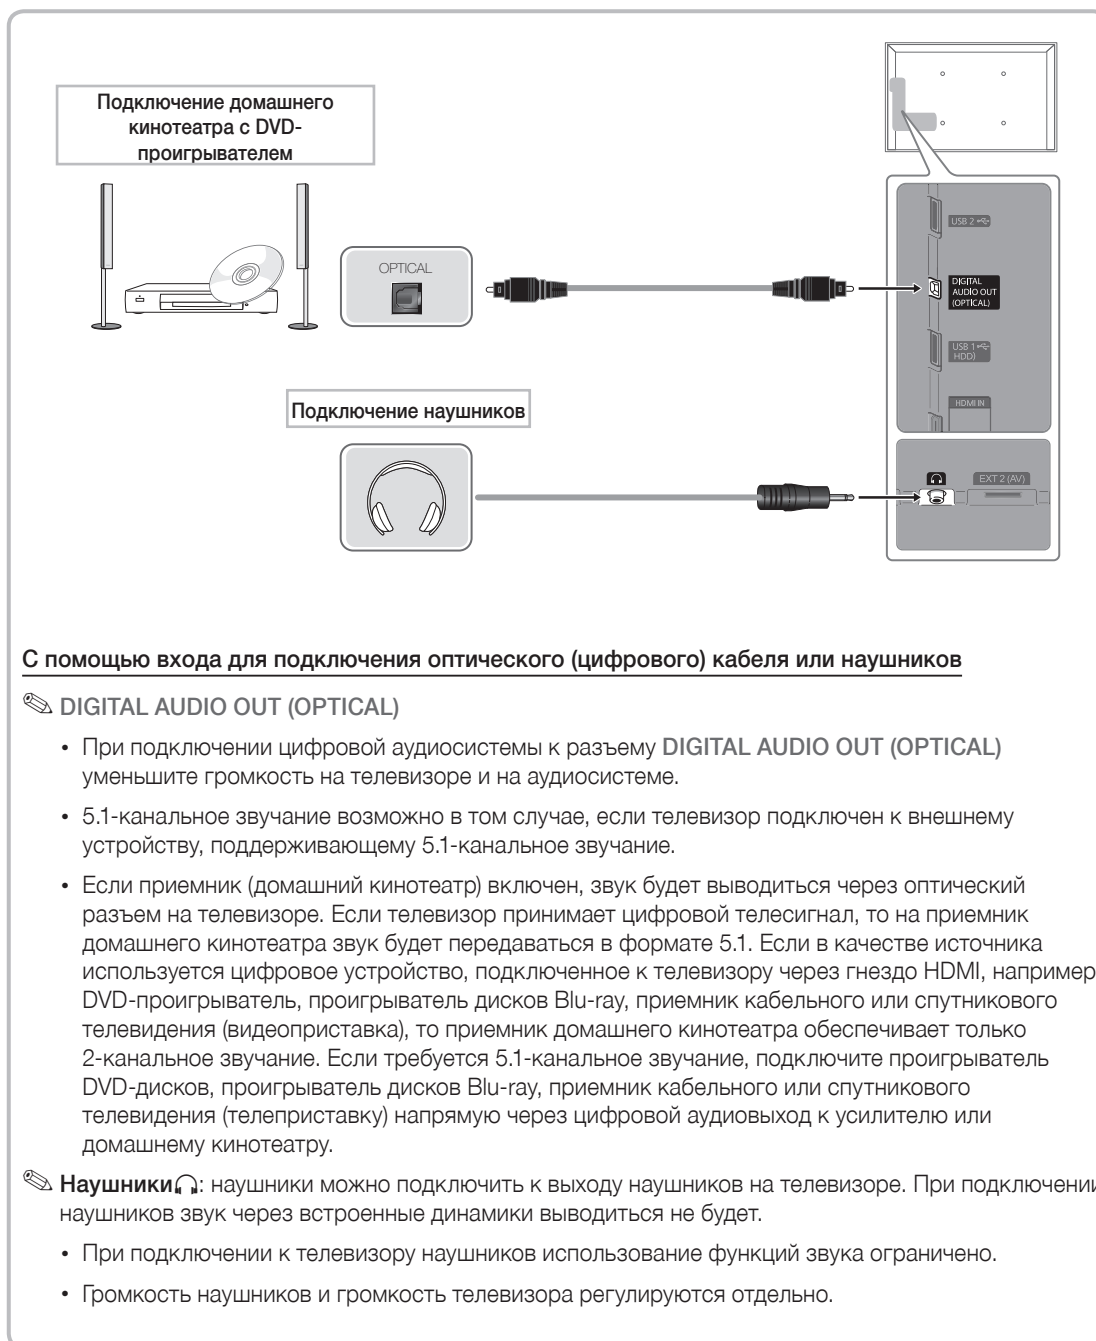 Подключение домашнего
кинотеатра с DVD-
проигрывателем
OPTICAL
USB 2
DIGITAL
AUDIO OUT
(OPTICAL)
USB 1
HDD)
HDMI IN
Подключение наушников
EXT 2 (AV)
С помощью входа для подключения оптического (цифрового) кабеля или наушников
DIGITAL AUDIO OUT (OPTICAL)
• При подключении цифровой аудиосистемы к разъему DIGITAL AUDIO OUT (OPTICAL)
уменьшите громкость на телевизоре и на аудиосистеме.
• 5.1-канальное звучание возможно в том случае, если телевизор подключен к внешнему
устройству, поддерживающему 5.1-канальное звучание.
• Если приемник (домашний кинотеатр) включен, звук будет выводиться через оптический
разъем на телевизоре. Если телевизор принимает цифровой телесигнал, то на приемник
домашнего кинотеатра звук будет передаваться в формате 5.1. Если в качестве источника
используется цифровое устройство, подключенное к телевизору через гнездо HDMI, например
DVD-проигрыватель, проигрыватель дисков Blu-ray, приемник кабельного или спутникового
телевидения (видеоприставка), то приемник домашнего кинотеатра обеспечивает только
2-канальное звучание. Если требуется 5.1-канальное звучание, подключите проигрыватель
DVD-дисков, проигрыватель дисков Blu-ray, приемник кабельного или спутникового
телевидения (телеприставку) напрямую через цифровой аудиовыход к усилителю или
домашнему кинотеатру.
Наушники: наушники можно подключить к выходу наушников на телевизоре. При подключении
наушников звук через встроенные динамики выводиться не будет.
• При подключении к телевизору наушников использование функций звука ограничено.
• Громкость наушников и громкость телевизора регулируются отдельно.